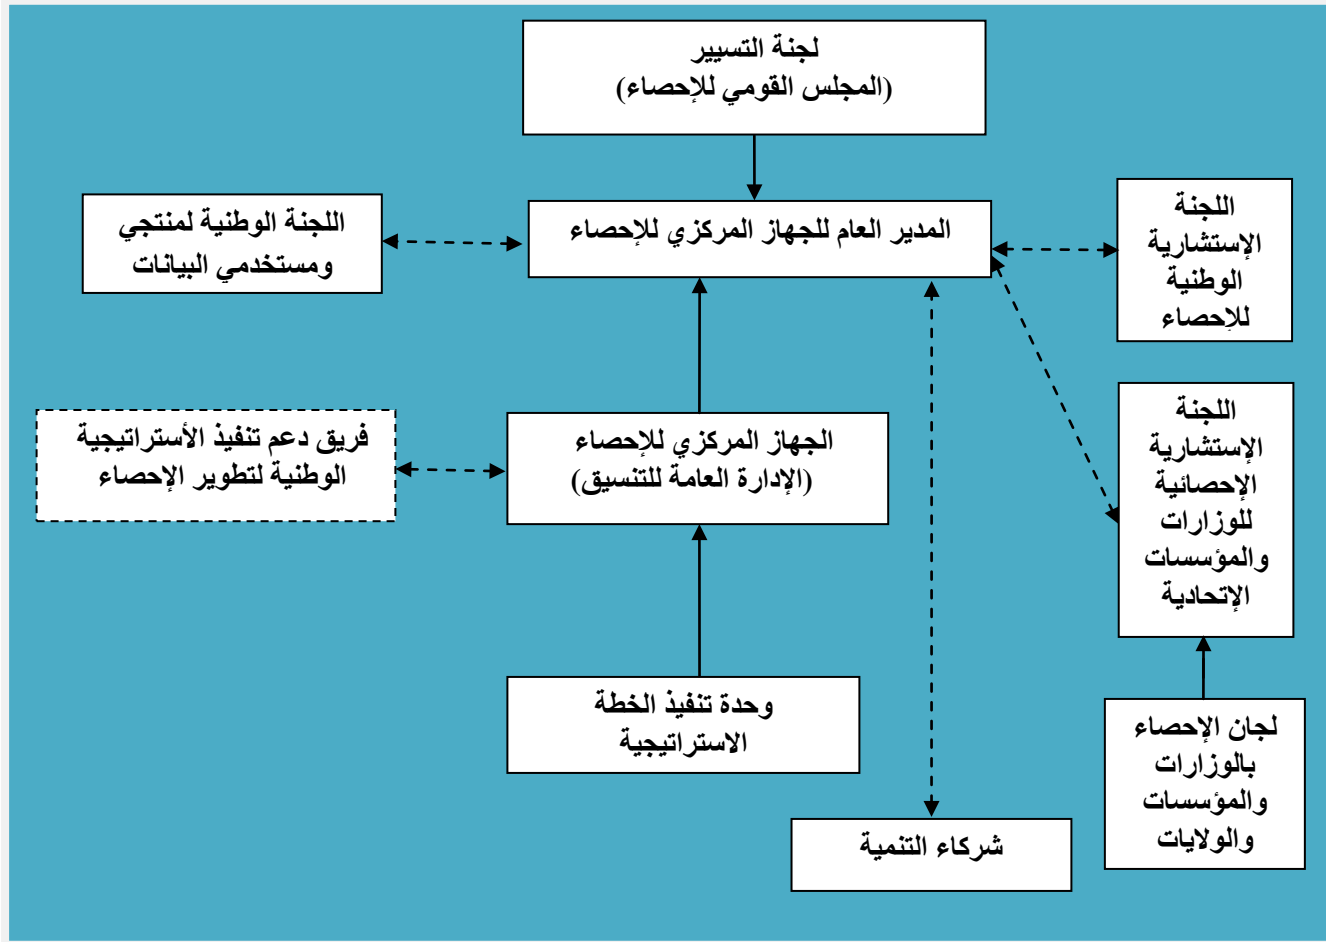 لجنة التسيير
(المجلس القومي للإحصاء)
اللجنة
الإستشارية
الوطنية
للإحصاء
المدير العام للجهاز المركزي للإحصاء
اللجنة الوطنية لمنتجي
ومستخدمي البيانات
اللجنة
الإستشارية
الإحصائية
للوزارات
والمؤسسات
الإتحادية
الجهاز المركزي للإحصاء
(الإدارة العامة للتنسيق)
فريق دعم تنفيذ الأستراتيجية
الوطنية لتطوير الإحصاء
وحدة تنفيذ الخطة
الاستراتيجية
لجان الإحصاء
بالوزارات
والمؤسسات
والولايات
شركاء التنمية